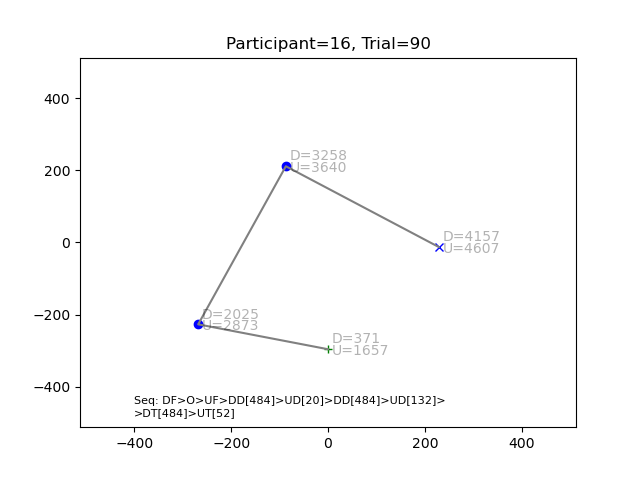 Participant=16, Trial=90
400
200
0
−200
−400
D=3258
U=3640
D=4157
U=4607
D=2025
U=2873
D=371
U=1657
Seq: DF>O>UF>DD[484]>UD[20]>DD[484]>UD[132]>
>DT[484]>UT[52]
−400
−200
0
200
400